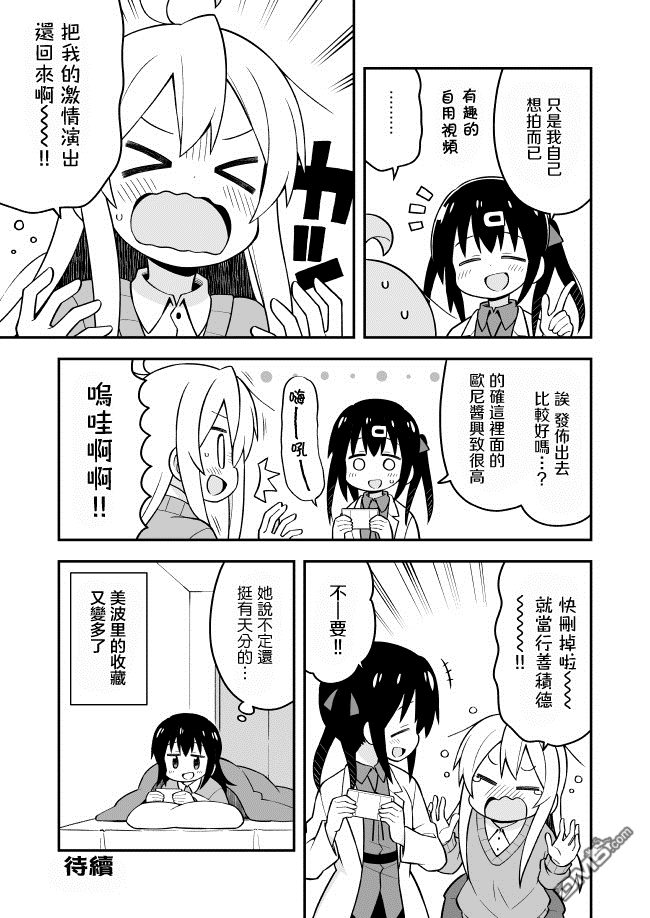 只是我自己
想拍而已
有趣的
自用視頻
………
把我的激情演出
還回來啊~~~!!
ガバッ
誒 發佈出去
比較好嗎…?
的確這裡面的
歐尼醬興致很高
嗨——吼——
嗚哇啊啊!!
快刪掉啦~~~
就當行善積德
~~~~!!
不—要!!
她說不定還
挺有天分的…
美波里的收藏
又變多了
待續
DM5.com